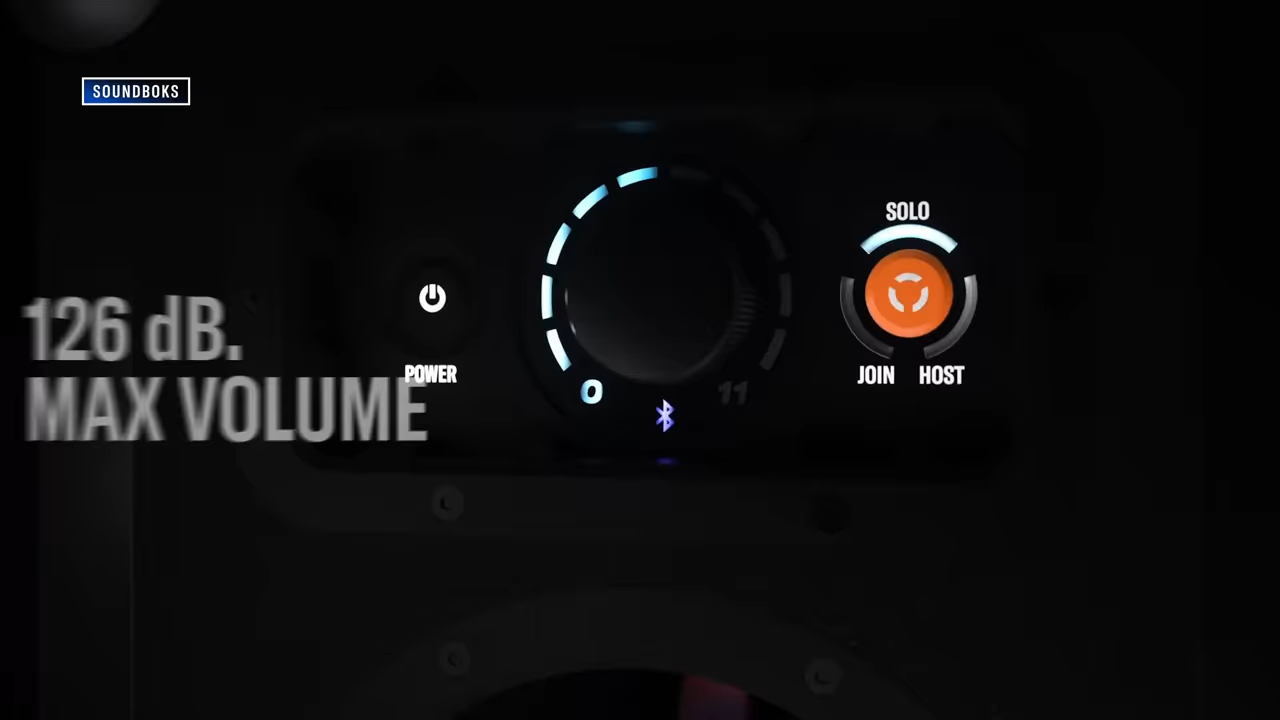 SOUNDBOKS
SOLO
126 dB.
MAX VOLUME
POWER
0
11
JOIN HOST